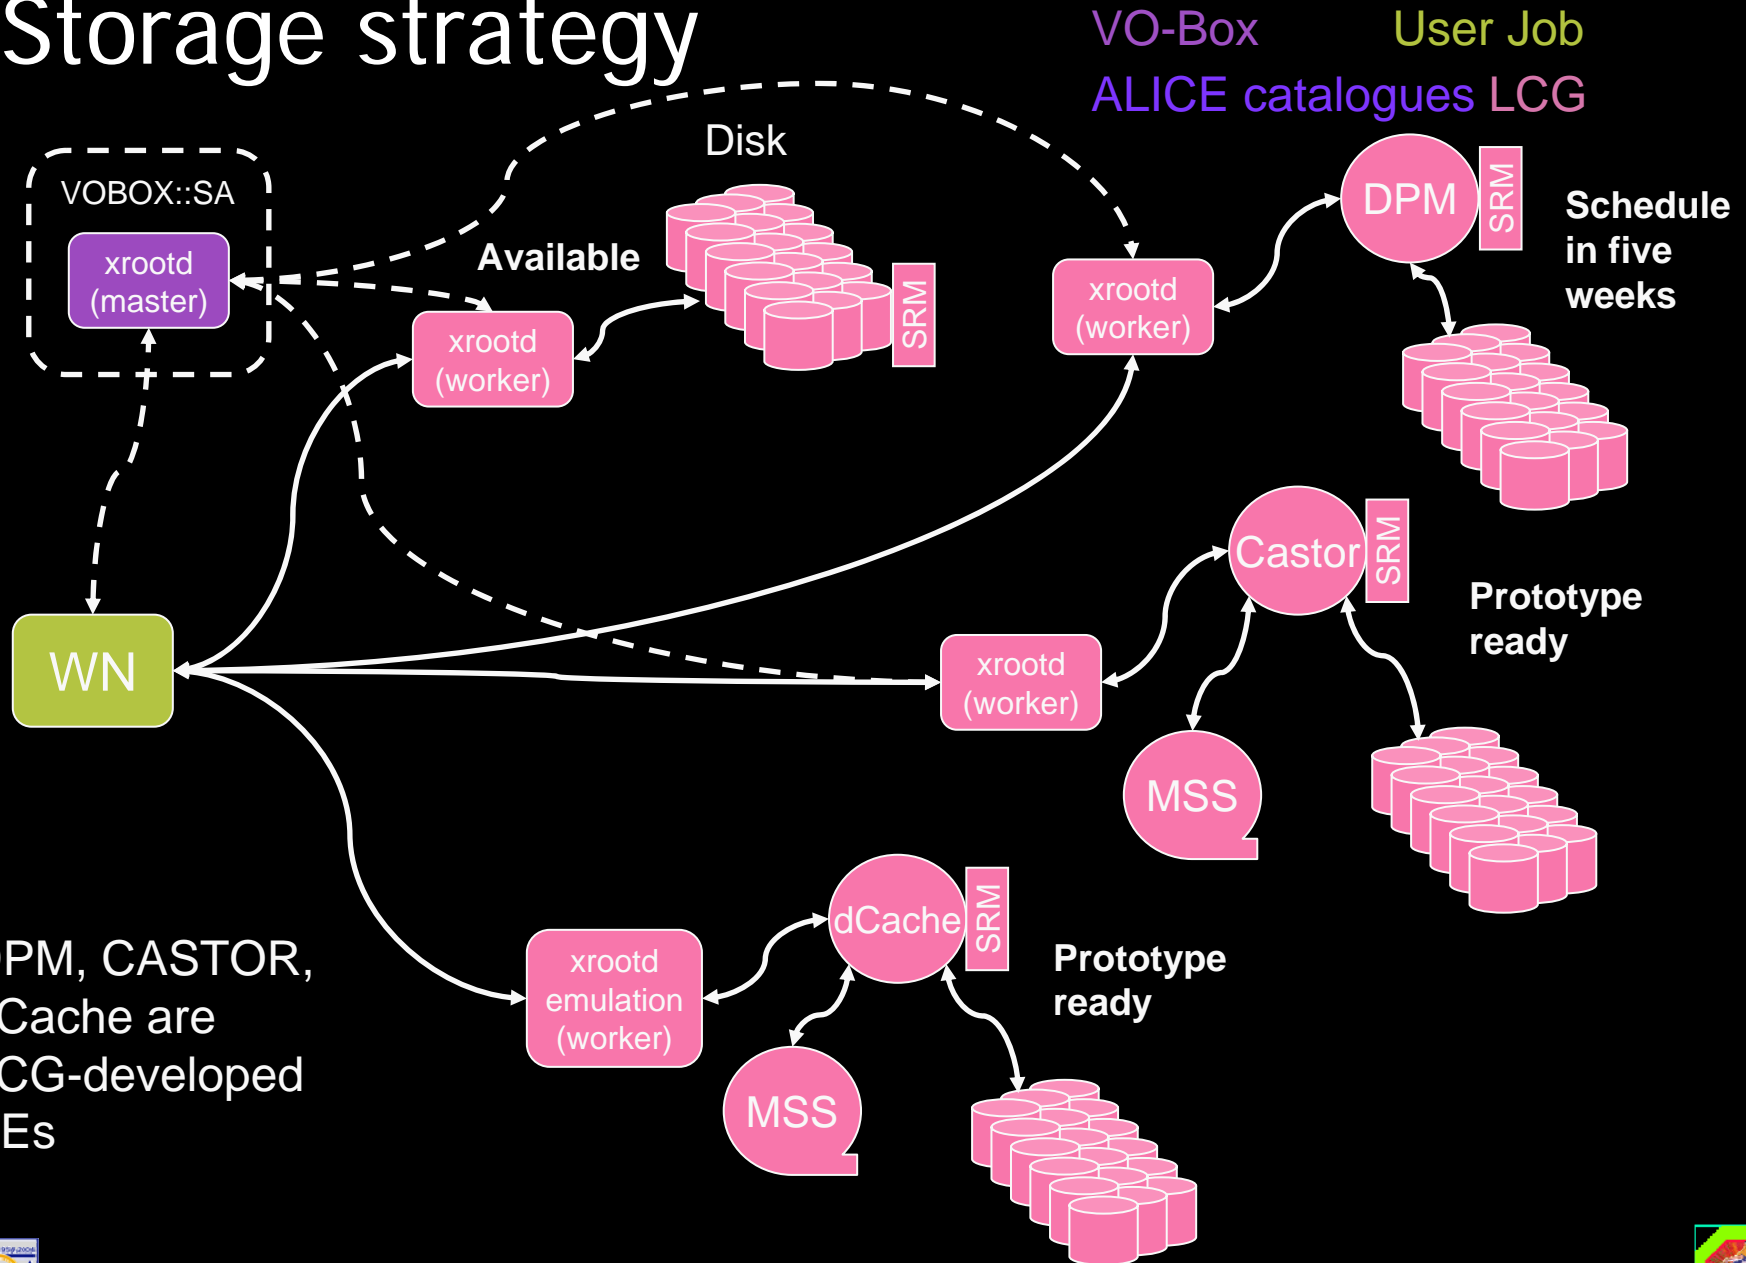 Storage strategy
VO-Box
User Job
ALICE catalogues LCG
Disk
VOBOX::SA
xrootd
(master)
Available
xrootd
(worker)
SRM
xrootd
(worker)
DPM
SRM
Schedule
in five
weeks
Castor
SRM
Prototype
ready
WN
xrootd
(worker)
MSS
dCache
SRM
Prototype
ready
xrootd
emulation
(worker)
MSS
PM, CASTOR,
Cache are
CG-developed
Es